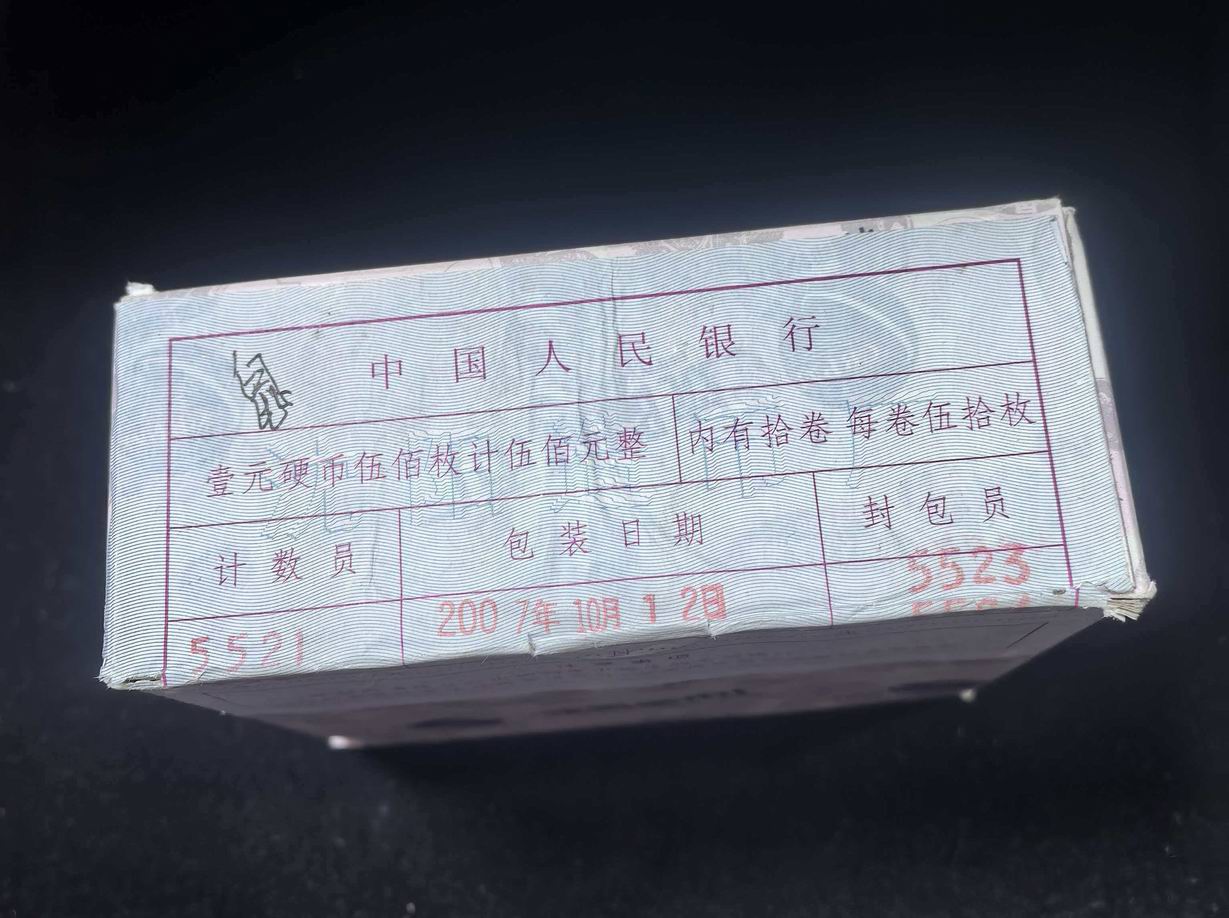 中国人民银行
壹元硬币伍佰枚计伍佰元整 内有拾卷 每卷伍拾枚
计数员 包装日期 封包员
5521 2007年10月12日 5523